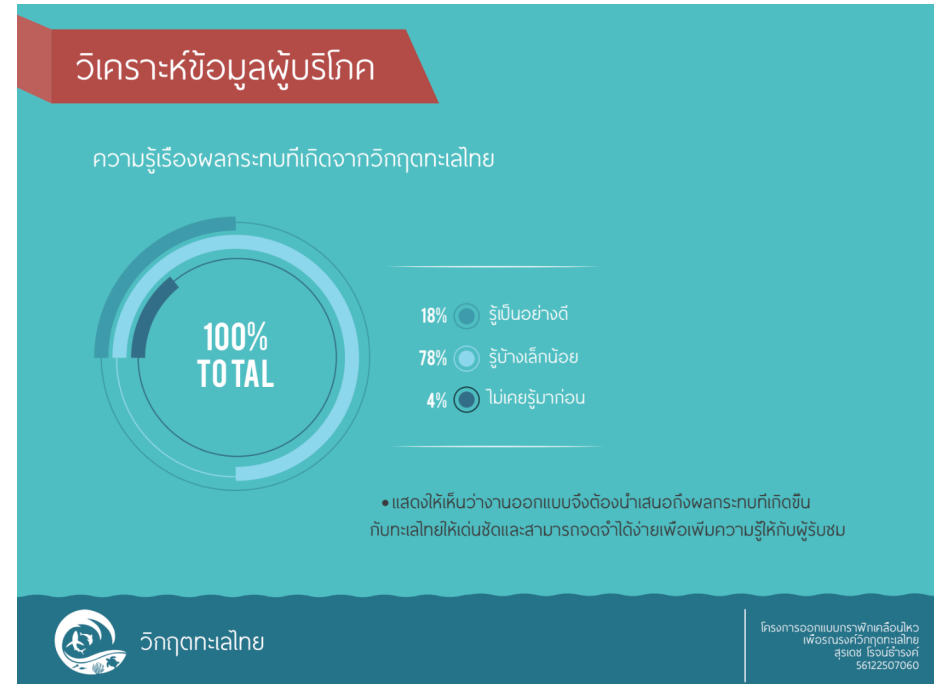 วิเคราะห์ข้อมูลผู้บริโภค
ความรู้เรื่องผลกระทบที่เกิดจากวิกฤตทะเลไทย
100%
TOTAL
18% รู้เป็นอย่างดี
78% รู้บ้างเล็กน้อย
4% ไม่เคยรู้มาก่อน
• แสดงให้เห็นว่างานออกแบบจึงต้องนำเสนอถึงผลกระทบที่เกิดขึ้น
กับทะเลไทยให้เด่นชัดและสามารถจดจำได้ง่ายเพื่อเพิ่มความรู้ให้กับผู้รับชม
วิกฤตทะเลไทย
โครงการออกแบบกราฟิกเคลื่อนไหว
เพื่อรณรงค์วิกฤตทะเลไทย
สุรเดช โรจน์ธำรงค์
56122507060